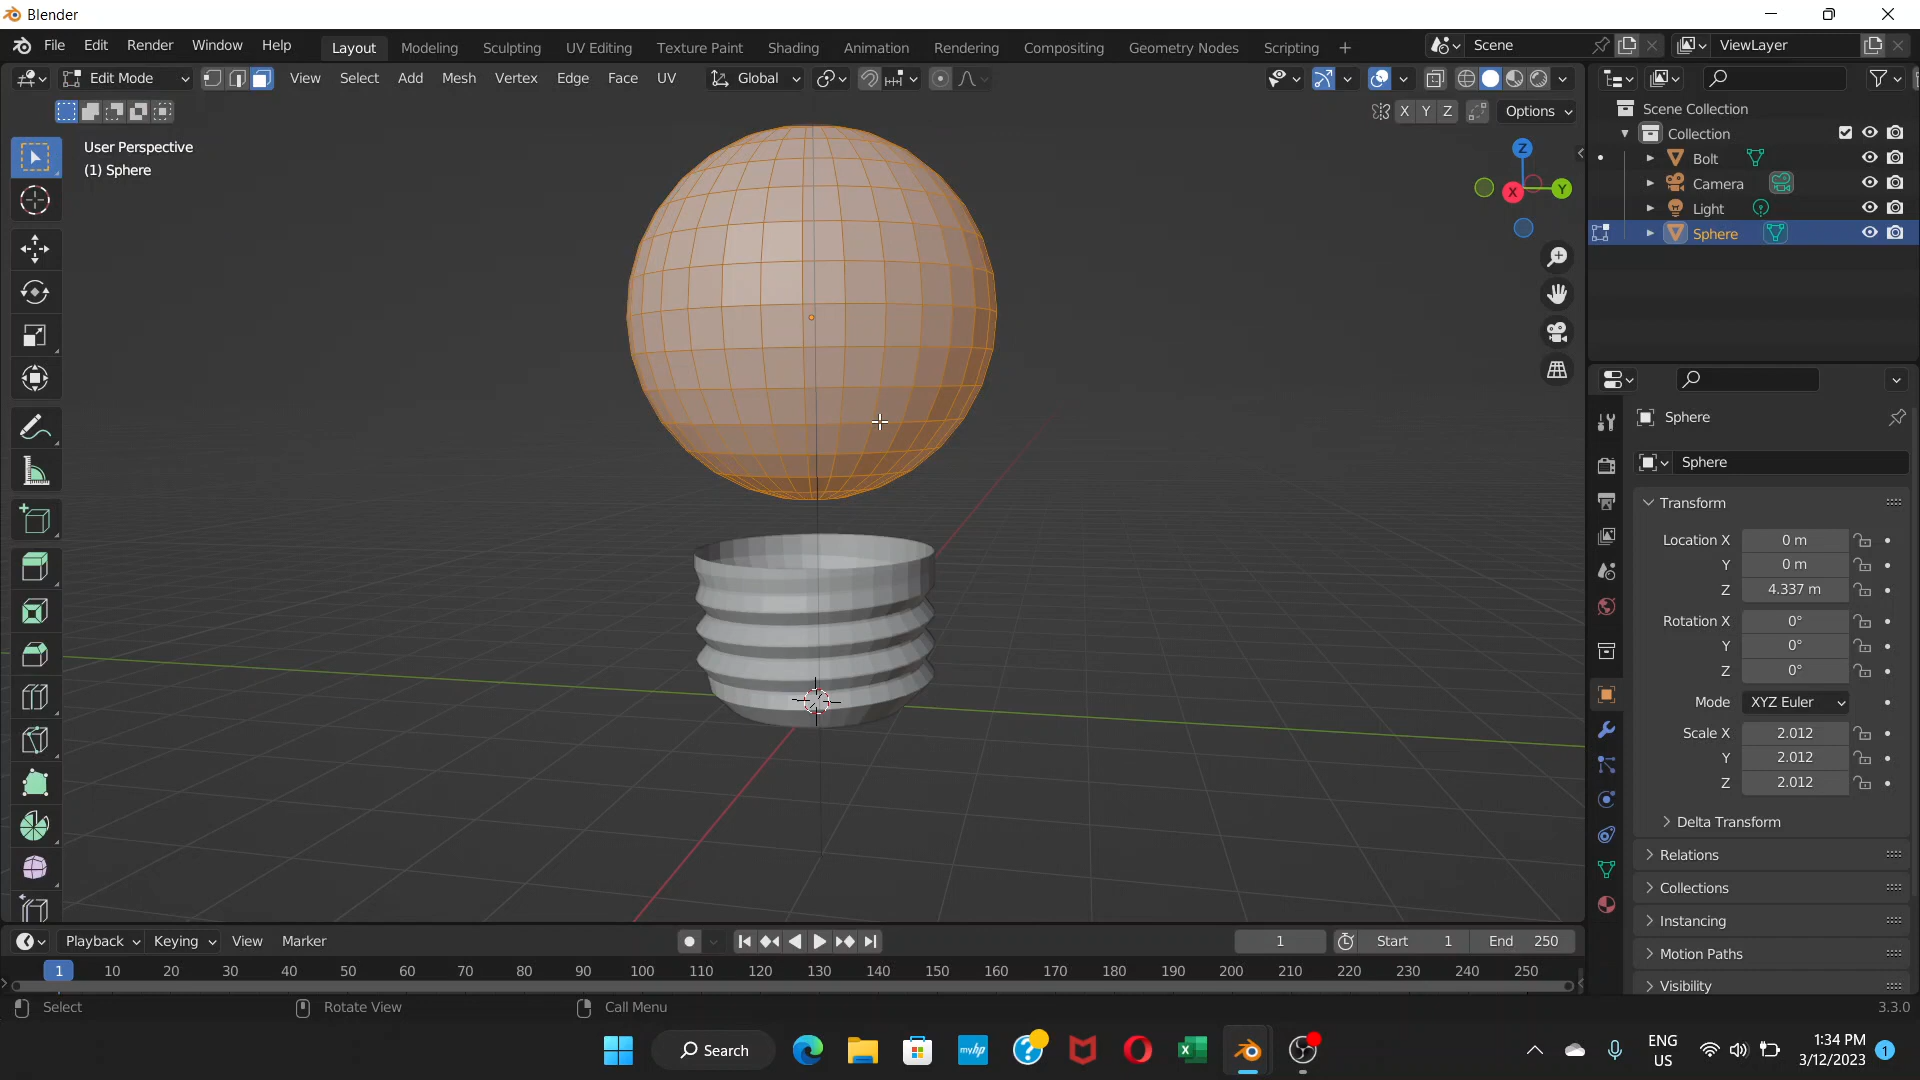 Blender
File Edit Render Window Help Layout Modeling Sculpting UV Editing Texture Paint Shading Animation Rendering Compositing Geometry Nodes Scripting + Scene ViewLayer
Edit Mode View Select Add Mesh Vertex Edge Face UV Global
X Y Z Options
User Perspective
(1) Sphere
Z
X Y
Scene Collection
Collection
Bolt
Camera
Light
Sphere
Sphere
Sphere
Transform
Location X 0 m
Y 0 m
Z 4.337 m
Rotation X 0°
Y 0°
Z 0°
Mode XYZ Euler
Scale X 2.012
Y 2.012
Z 2.012
Delta Transform
Relations
Collections
Instancing
Motion Paths
Visibility
Playback Keying View Marker 1 Start 1 End 250
1 10 20 30 40 50 60 70 80 90 100 110 120 130 140 150 160 170 180 190 200 210 220 230 240 250
Select Rotate View Call Menu 3.3.0
Search myhp ENG US 1:34 PM 3/12/2023 1